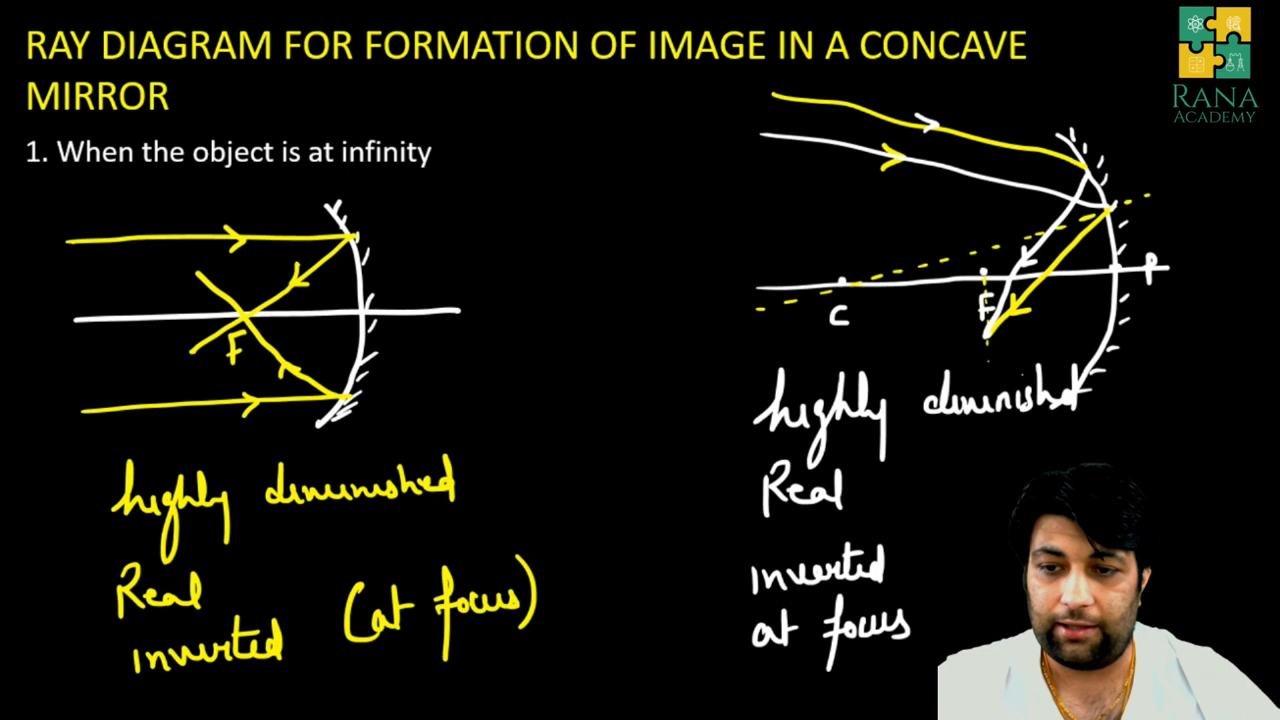 RAY DIAGRAM FOR FORMATION OF IMAGE IN A CONCAVE
MIRROR
RANA
ACADEMY
1. When the object is at infinity
F
C
F
P
highly diminished
Real
inverted
(at focus)
highly diminished
Real
inverted
at focus